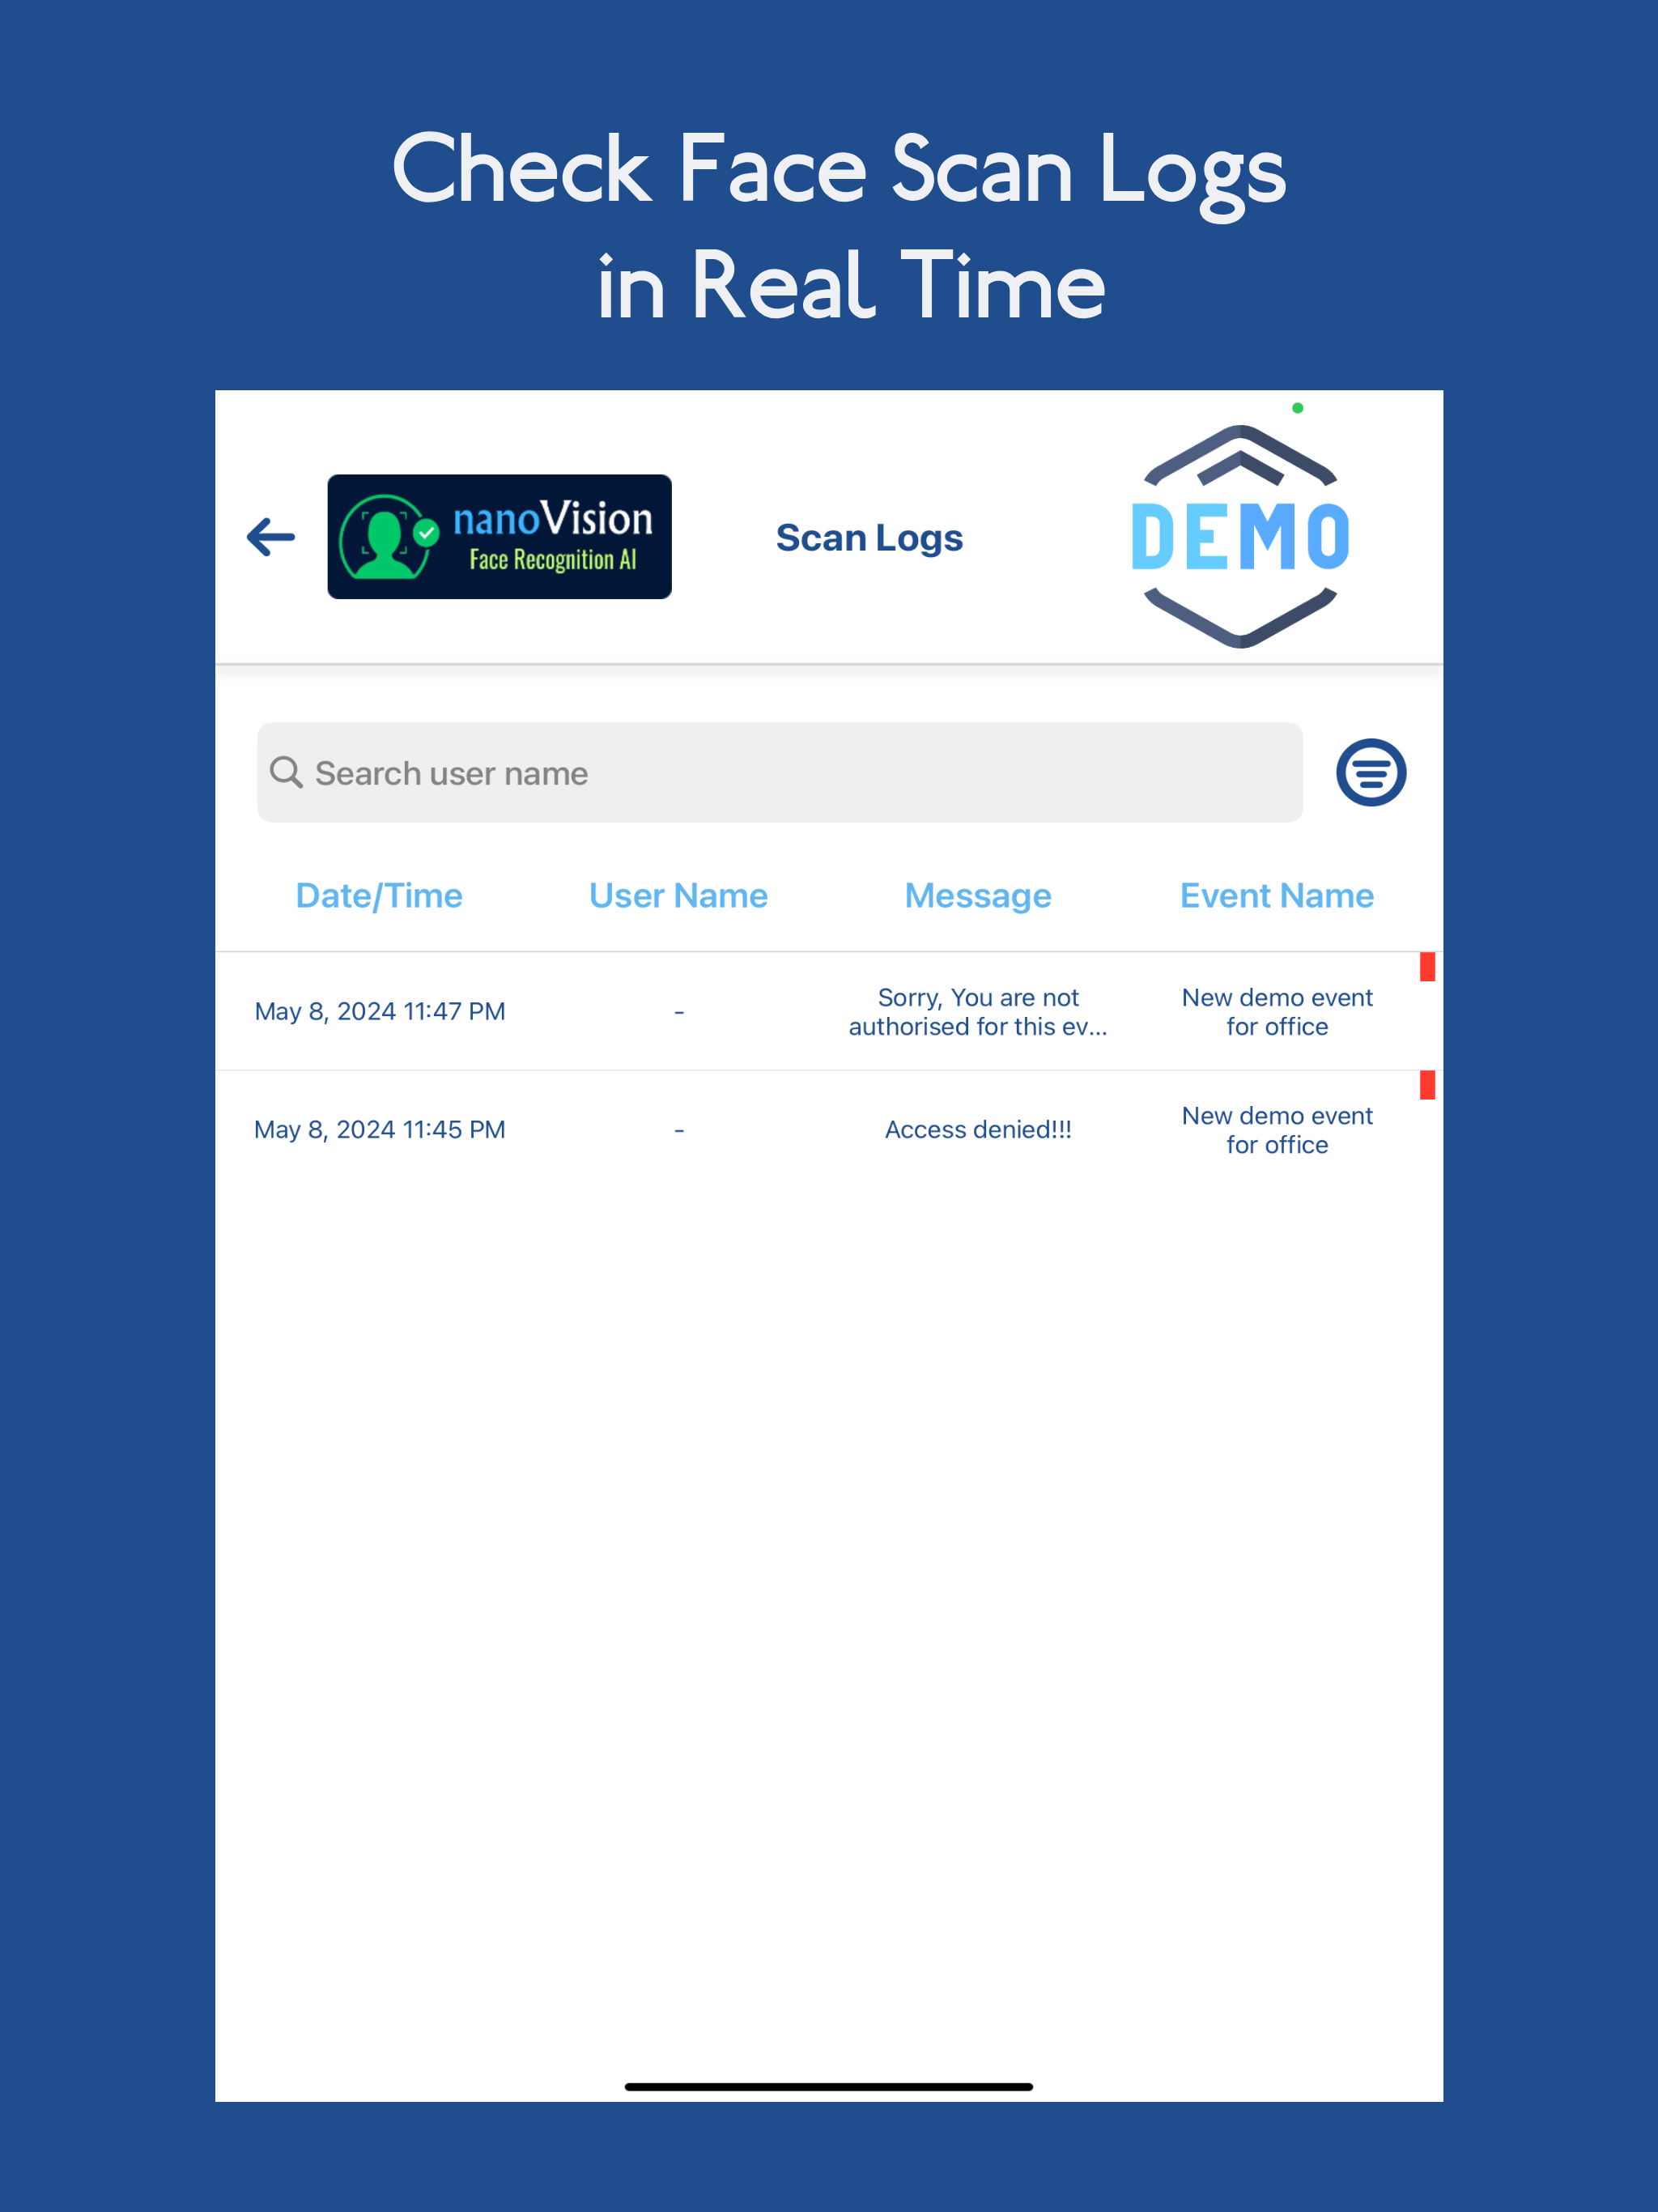 Check Face Scan Logs
in Real Time
nanoVision
Face Recognition AI
Scan Logs
DEMO
Search user name
Date/Time User Name Message Event Name
May 8, 2024 11:47 PM - Sorry, You are not authorised for this ev... New demo event for office
May 8, 2024 11:45 PM - Access denied!!! New demo event for office